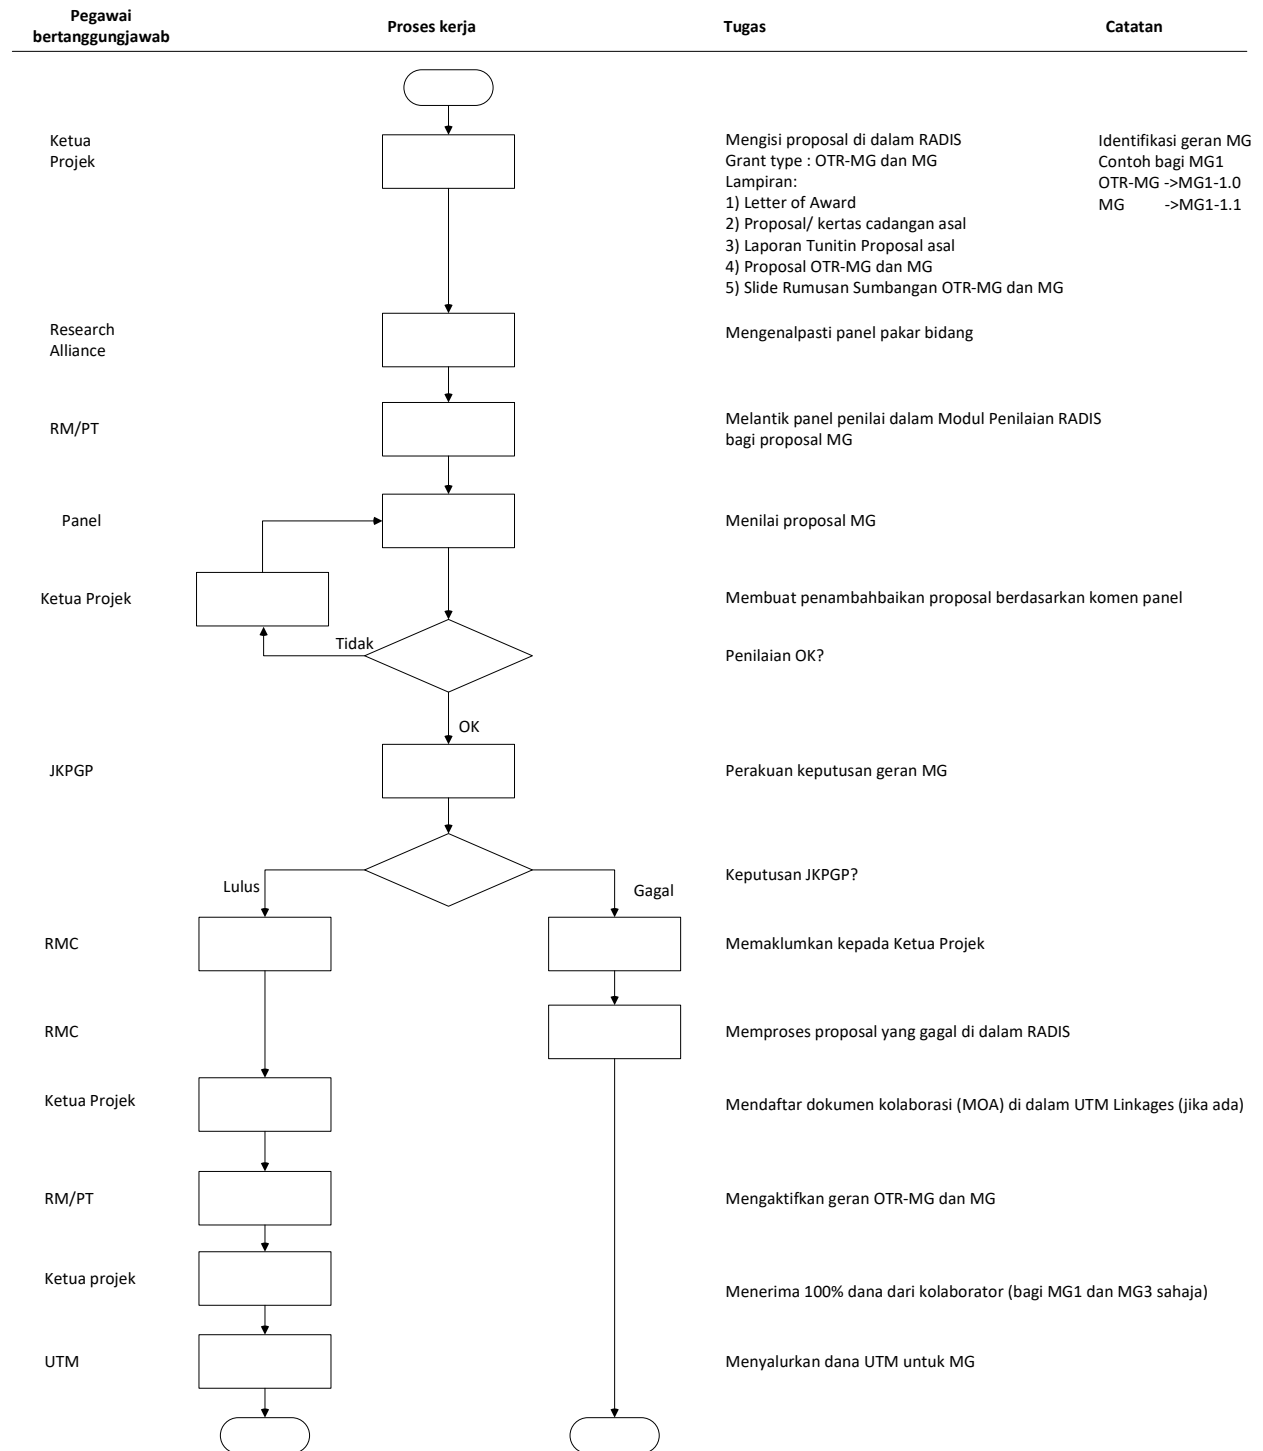 Pegawai
bertanggungjawab
Proses kerja
Tugas
Catatan
Ketua
Projek
Mengisi proposal di dalam RADIS
Grant type : OTR-MG dan MG
Lampiran:
1) Letter of Award
2) Proposal/ kertas cadangan asal
3) Laporan Tunitin Proposal asal
4) Proposal OTR-MG dan MG
5) Slide Rumusan Sumbangan OTR-MG dan MG
Identifikasi geran MG
Contoh bagi MG1
OTR-MG ->MG1-1.0
MG ->MG1-1.1
Research
Alliance
Mengenalpasti panel pakar bidang
RM/PT
Melantik panel penilai dalam Modul Penilaian RADIS
bagi proposal MG
Panel
Menilai proposal MG
Ketua Projek
Membuat penambahbaikan proposal berdasarkan komen panel
Tidak
Penilaian OK?
OK
JKPGP
Perakuan keputusan geran MG
Keputusan JKPGP?
Lulus
Gagal
RMC
Memaklumkan kepada Ketua Projek
RMC
Memproses proposal yang gagal di dalam RADIS
Ketua Projek
Mendaftar dokumen kolaborasi (MOA) di dalam UTM Linkages (jika ada)
RM/PT
Mengaktifkan geran OTR-MG dan MG
Ketua projek
Menerima 100% dana dari kolaborator (bagi MG1 dan MG3 sahaja)
UTM
Menyalurkan dana UTM untuk MG